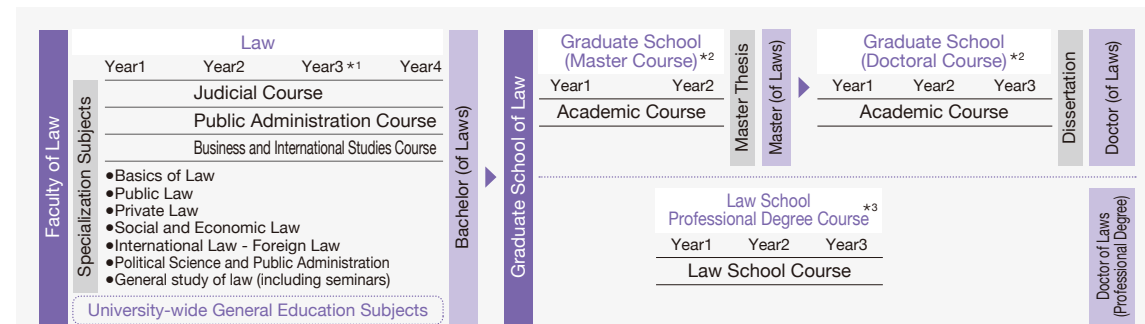 Faculty of Law
Law
Year1 Year2 Year3 *1 Year4
Specialization Subjects
Judicial Course
Public Administration Course
Business and International Studies Course
●Basics of Law
●Public Law
●Private Law
●Social and Economic Law
●International Law - Foreign Law
●Political Science and Public Administration
●General study of law (including seminars)
University-wide General Education Subjects
Bachelor (of Laws)
Graduate School of Law
Graduate School
(Master Course) *2
Year1 Year2
Academic Course
Master Thesis
Master (of Laws)
Graduate School
(Doctoral Course) *2
Year1 Year2 Year3
Academic Course
Dissertation
Doctor (of Laws)
Law School
Professional Degree Course *3
Year1 Year2 Year3
Law School Course
Doctor of Laws
(Professional Degree)